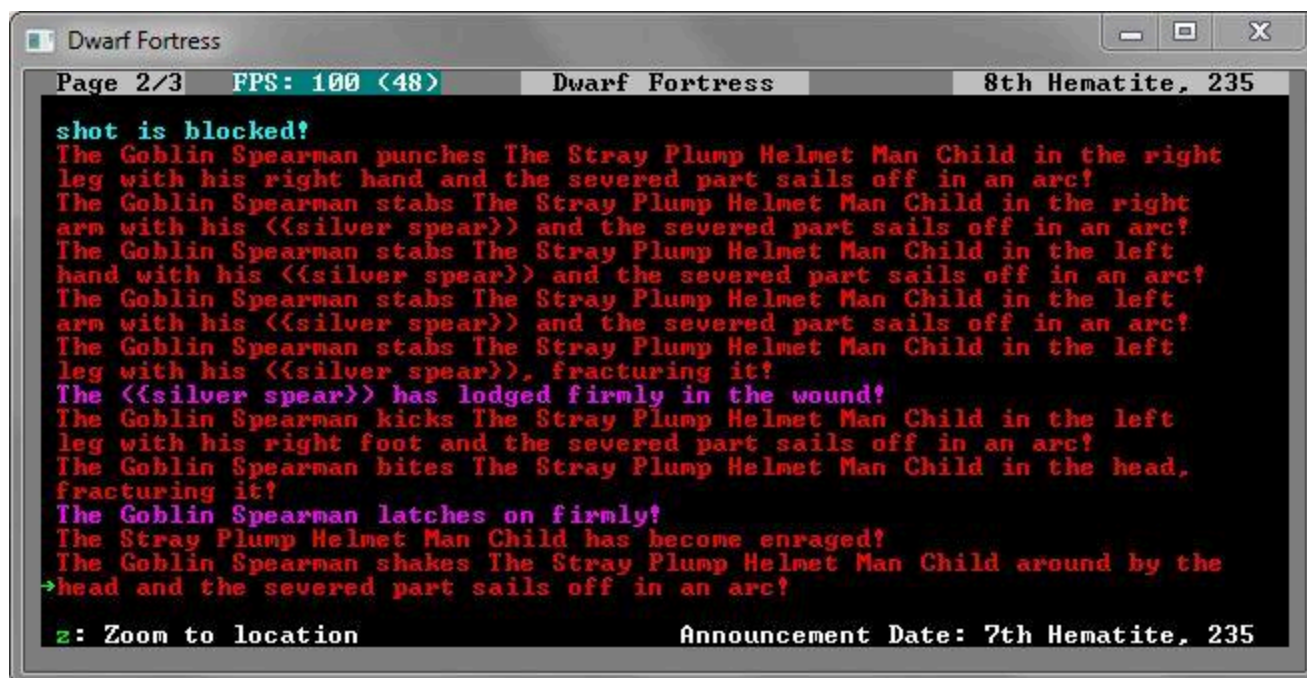 Dwarf Fortress
Page 2/3 FPS: 100 (48) Dwarf Fortress 8th Hematite, 235
shot is blocked!
The Goblin Spearman punches The Stray Plump Helmet Man Child in the right
leg with his right hand and the severed part sails off in an arc!
The Goblin Spearman stabs The Stray Plump Helmet Man Child in the right
arm with his ({silver spear}) and the severed part sails off in an arc!
The Goblin Spearman stabs The Stray Plump Helmet Man Child in the left
hand with his ({silver spear}) and the severed part sails off in an arc!
The Goblin Spearman stabs The Stray Plump Helmet Man Child in the left
arm with his ({silver spear}) and the severed part sails off in an arc!
The Goblin Spearman stabs The Stray Plump Helmet Man Child in the left
leg with his ({silver spear}), fracturing it!
The ({silver spear}) has lodged firmly in the wound!
The Goblin Spearman kicks The Stray Plump Helmet Man Child in the left
leg with his right foot and the severed part sails off in an arc!
The Goblin Spearman bites The Stray Plump Helmet Man Child in the head,
fracturing it!
The Goblin Spearman latches on firmly!
The Stray Plump Helmet Man Child has become enraged!
The Goblin Spearman shakes The Stray Plump Helmet Man Child around by the
→head and the severed part sails off in an arc!
z: Zoom to location Announcement Date: 7th Hematite, 235